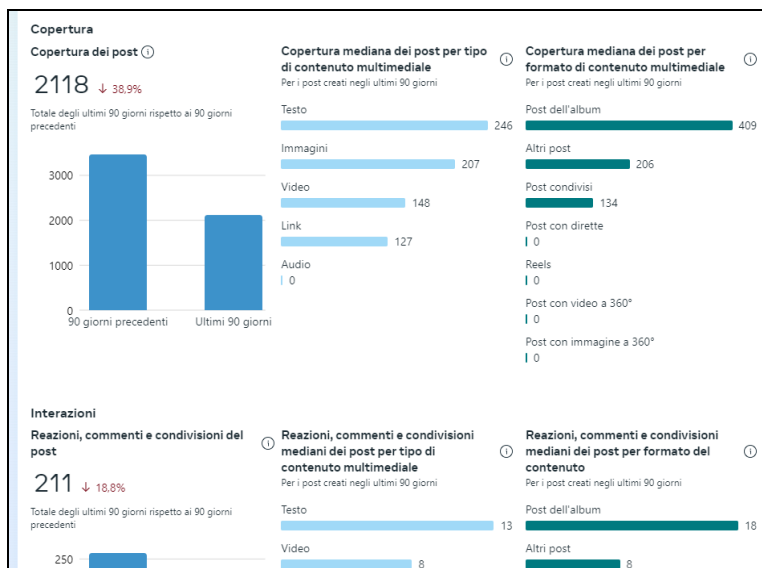 Copertura
Copertura dei post
2118 ↓ 38,9%
Totale degli ultimi 90 giorni rispetto ai 90 giorni
precedenti
3000
2000
1000
0
90 giorni precedenti
Ultimi 90 giorni
Copertura mediana dei post per tipo
di contenuto multimediale
Per i post creati negli ultimi 90 giorni
Testo
246
Immagini
207
Video
148
Link
127
Audio
0
Copertura mediana dei post per
formato di contenuto multimediale
Per i post creati negli ultimi 90 giorni
Post dell'album
409
Altri post
206
Post condivisi
134
Post con dirette
0
Reels
0
Post con video a 360°
0
Post con immagine a 360°
0
Interazioni
Reazioni, commenti e condivisioni del
post
211 ↓ 18,8%
Totale degli ultimi 90 giorni rispetto ai 90 giorni
precedenti
250
Reazioni, commenti e condivisioni
mediani dei post per tipo di
contenuto multimediale
Per i post creati negli ultimi 90 giorni
Testo
13
Video
8
Reazioni, commenti e condivisioni
mediani dei post per formato del
contenuto
Per i post creati negli ultimi 90 giorni
Post dell'album
18
Altri post
8